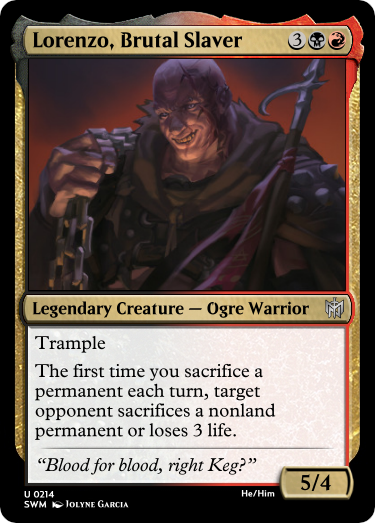 Lorenzo, Brutal Slaver 3
Legendary Creature — Ogre Warrior
Trample
The first time you sacrifice a
permanent each turn, target
opponent sacrifices a nonland
permanent or loses 3 life.
“Blood for blood, right Keg?”
5/4
U 0214 He/Him
SWM Jolyne Garcia